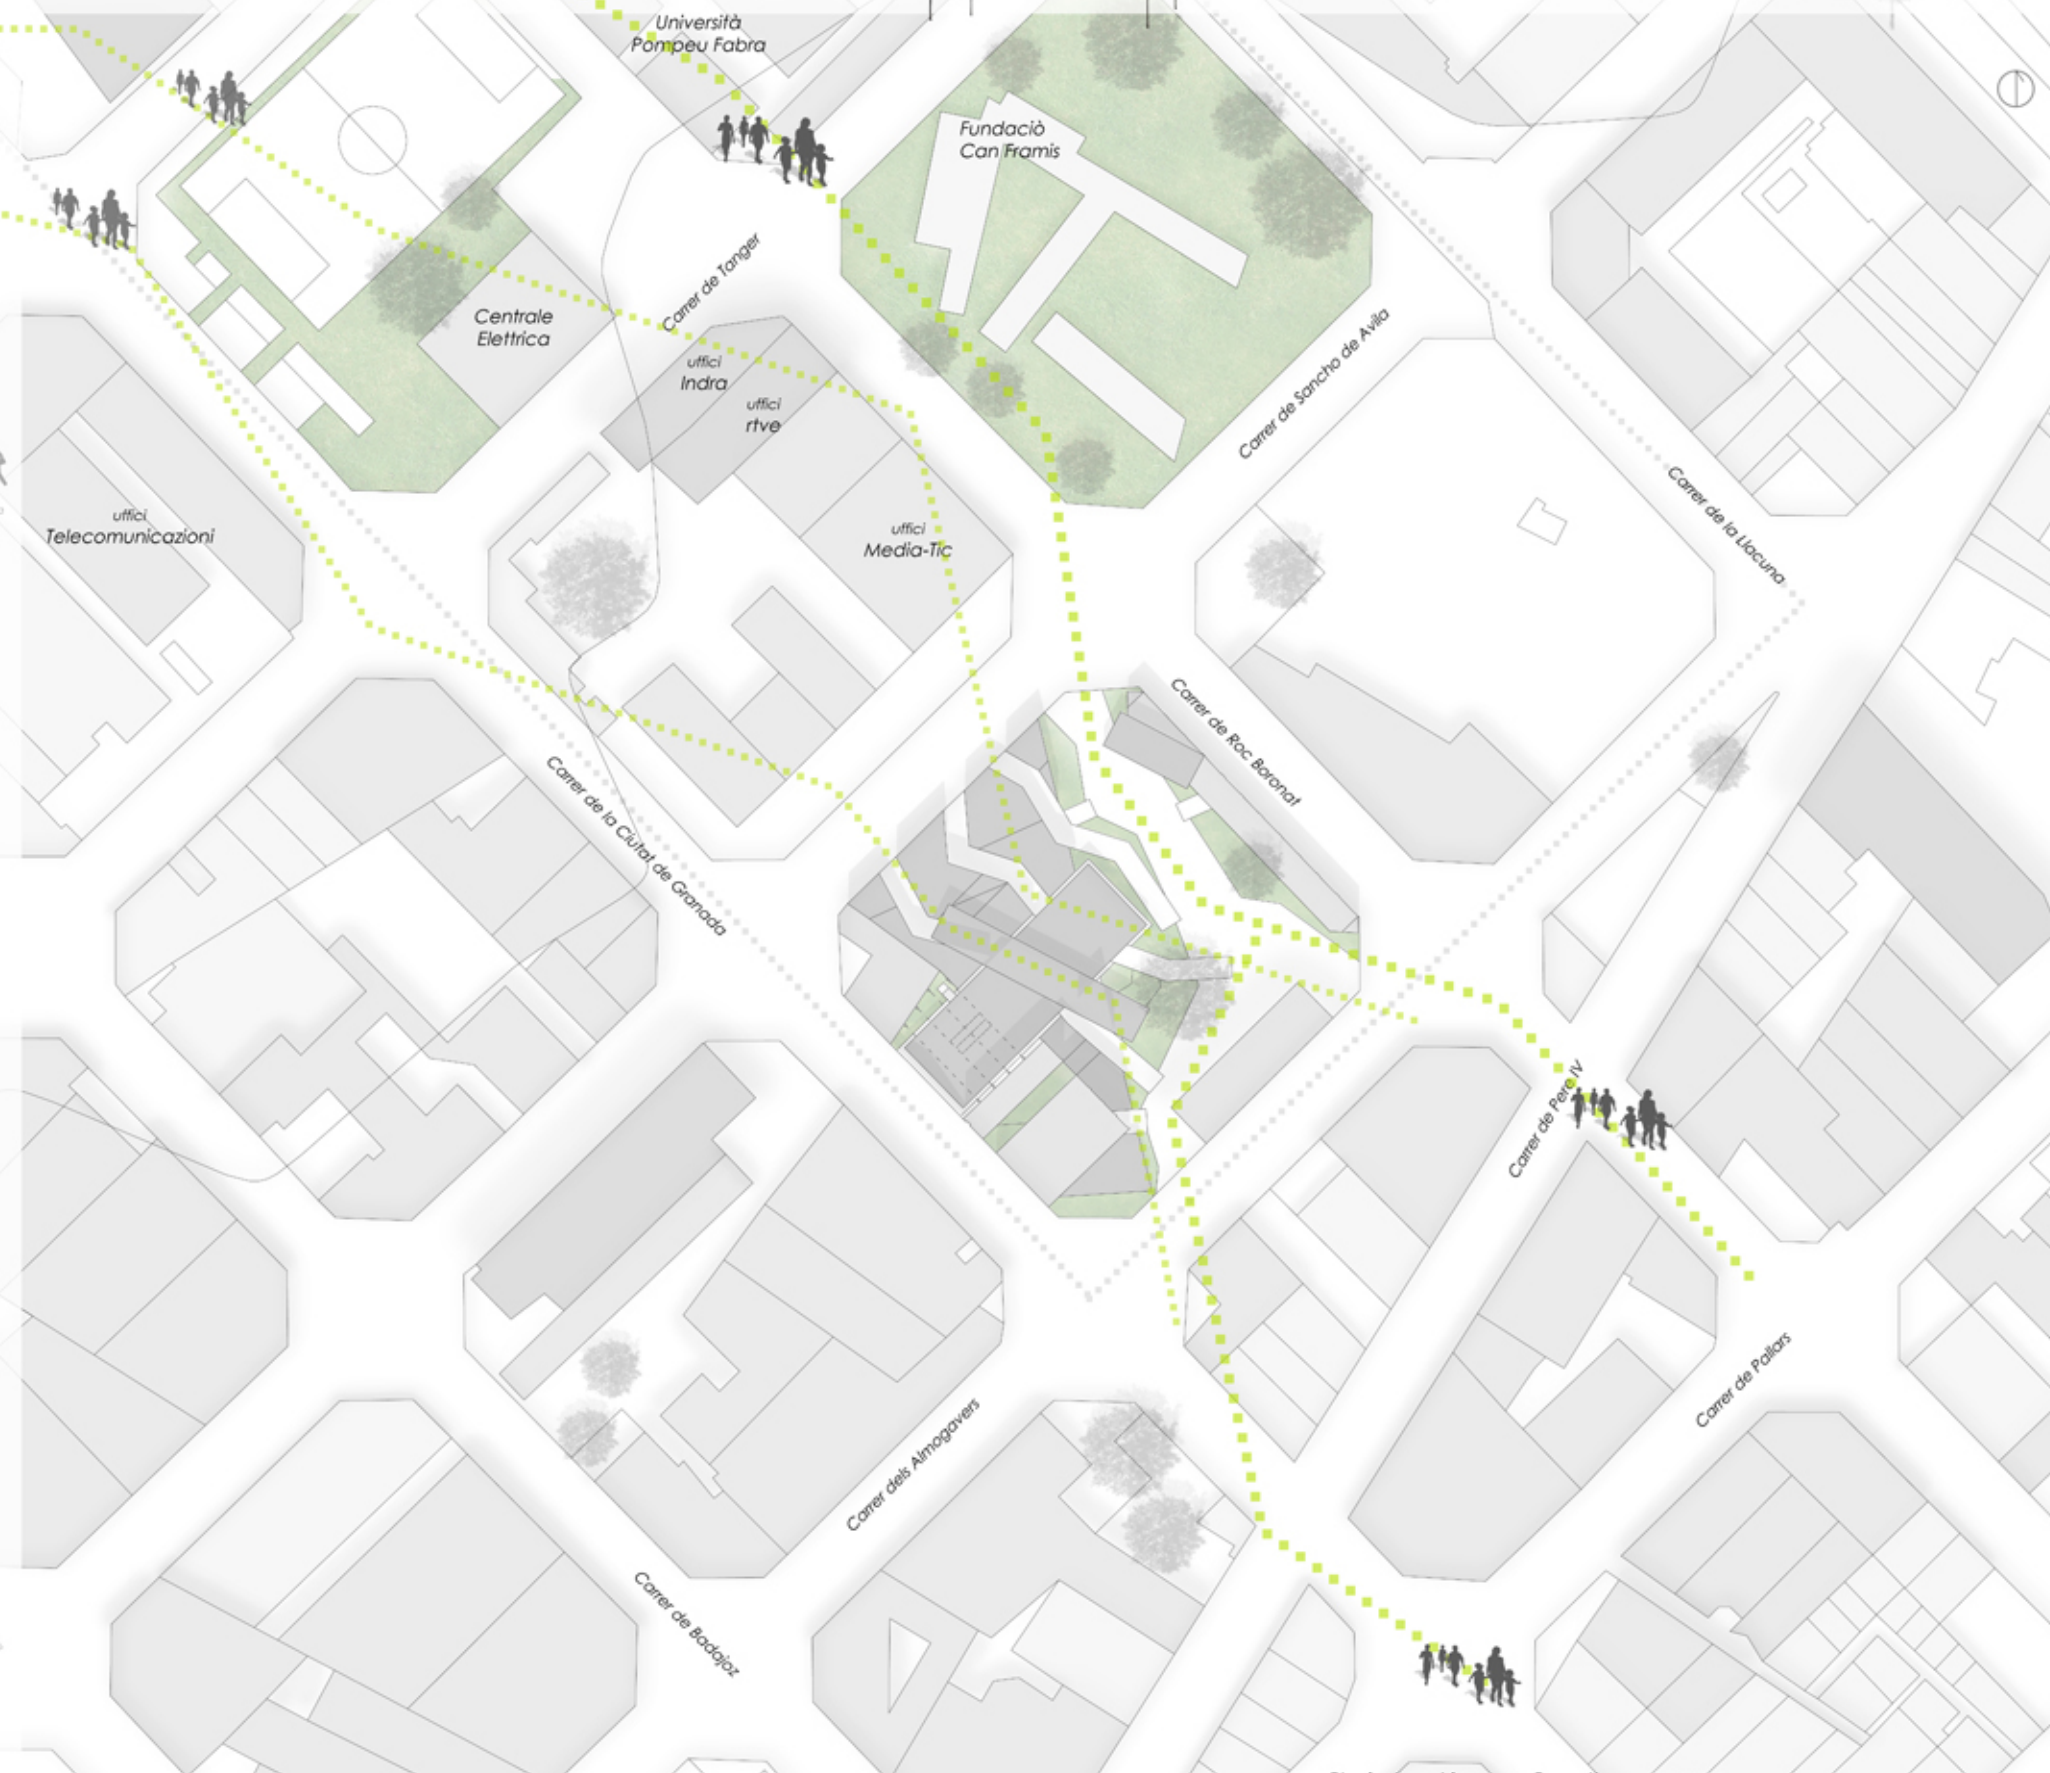 Università
Pompeu Fabra
Fundaciò
Can Framis
Carrer de Tanger
Centrale
Elettrica
uffici
Indra
uffici
rtve
Carrer de Sancho de Avila
uffici
Telecomunicazioni
uffici
Media-Tic
Carrer de la Llacuna
Carrer de Roc Boronat
Carrer de la Ciutat de Granada
Carrer de Pere IV
Carrer de Pallars
Carrer dels Almogavers
Carrer de Badajoz